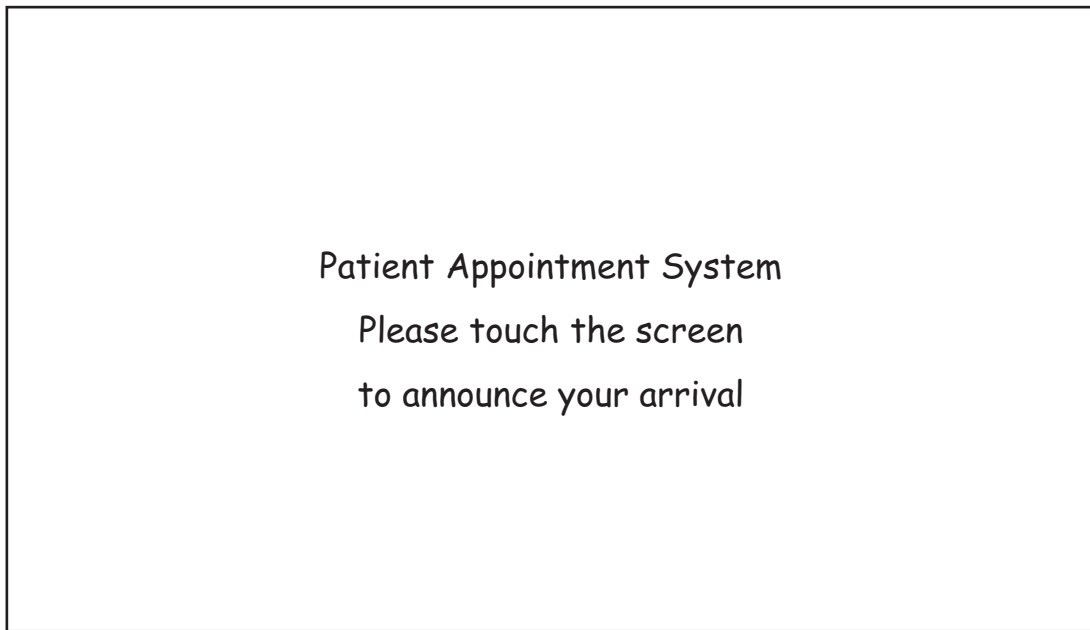 Patient Appointment System
Please touch the screen
to announce your arrival